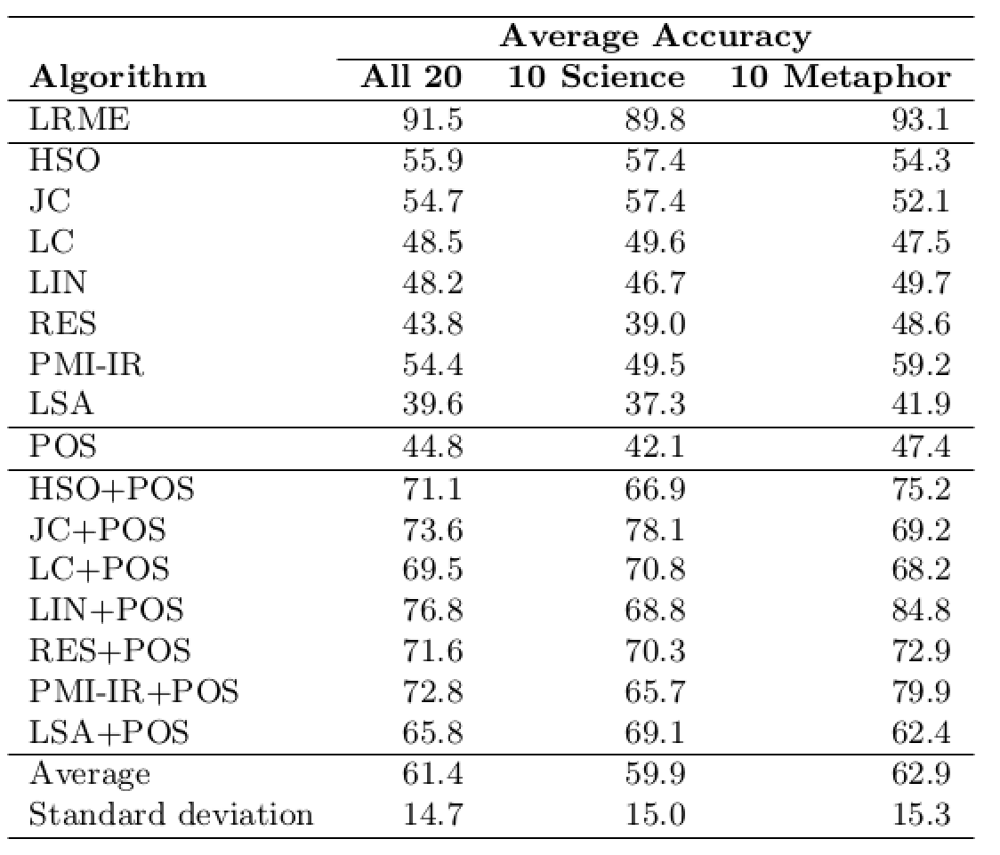 Average Accuracy
Algorithm All 20 10 Science 10 Metaphor
LRME 91.5 89.8 93.1
HSO 55.9 57.4 54.3
JC 54.7 57.4 52.1
LC 48.5 49.6 47.5
LIN 48.2 46.7 49.7
RES 43.8 39.0 48.6
PMI-IR 54.4 49.5 59.2
LSA 39.6 37.3 41.9
POS 44.8 42.1 47.4
HSO+POS 71.1 66.9 75.2
JC+POS 73.6 78.1 69.2
LC+POS 69.5 70.8 68.2
LIN+POS 76.8 68.8 84.8
RES+POS 71.6 70.3 72.9
PMI-IR+POS 72.8 65.7 79.9
LSA+POS 65.8 69.1 62.4
Average 61.4 59.9 62.9
Standard deviation 14.7 15.0 15.3